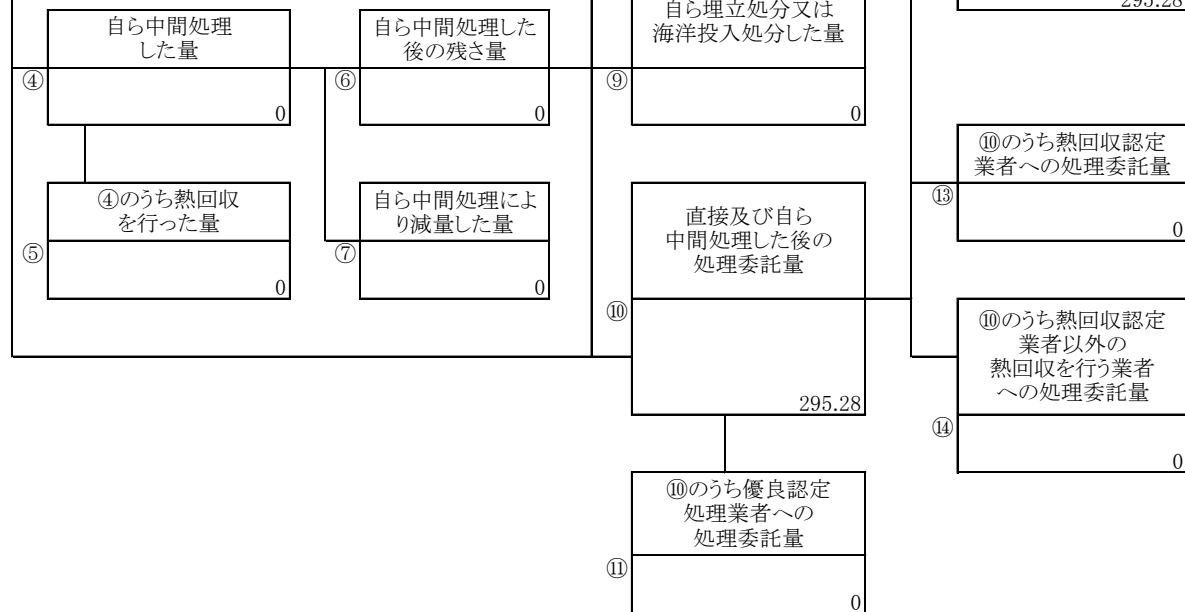 自ら中間処理
した量
④
0
自ら中間処理した
後の残さ量
⑥
0
自ら埋立処分又は
海洋投入処分した量
⑨
0
295.28
④のうち熱回収
を行った量
⑤
0
自ら中間処理によ
り減量した量
⑦
0
直接及び自ら
中間処理した後の
処理委託量
⑩
295.28
⑩のうち熱回収認定
業者への処理委託量
⑬
0
⑩のうち熱回収認定
業者以外の
熱回収を行う業者
への処理委託量
⑭
0
⑩のうち優良認定
処理業者への
処理委託量
⑪
0